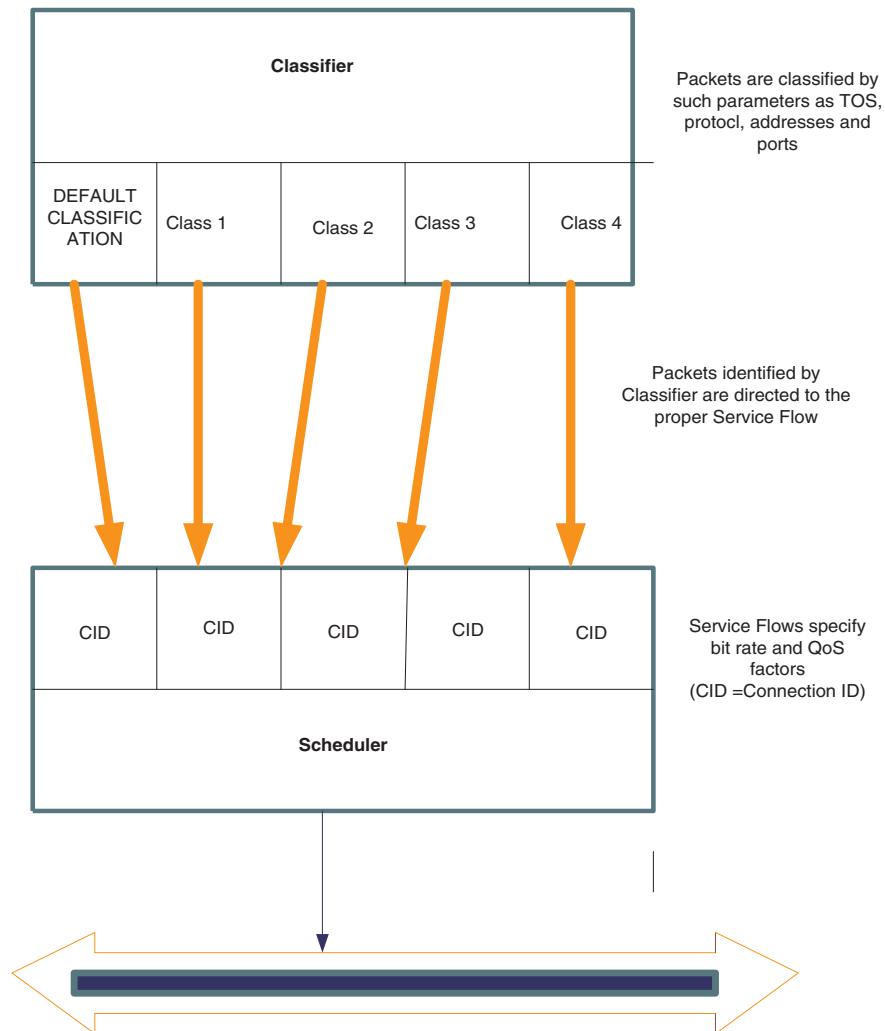 Classifier
Packets are classified by
such parameters as TOS,
protocl, addresses and
ports
DEFAULT
CLASSIFIC
ATION
Class 1
Class 2
Class 3
Class 4
Packets identified by
Classifier are directed to the
proper Service Flow
CID
CID
CID
CID
CID
Service Flows specify
bit rate and QoS
factors
(CID =Connection ID)
Scheduler